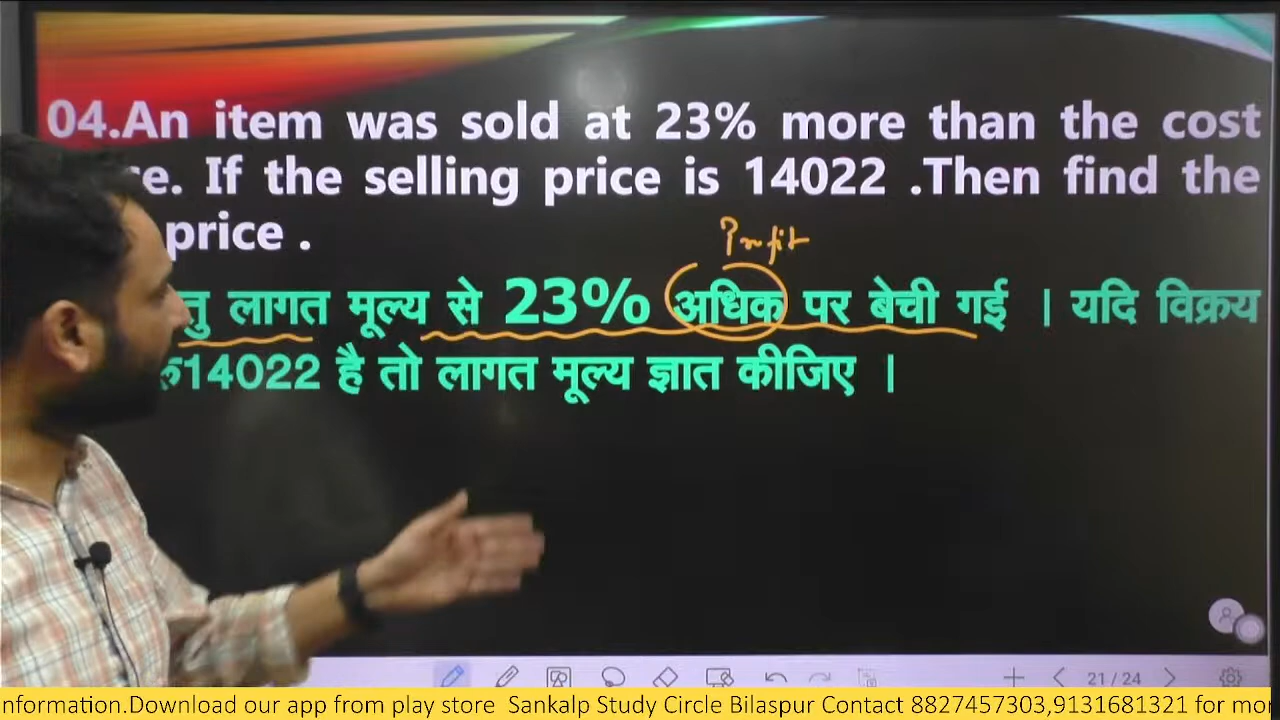 04.An item was sold at 23% more than the cost
If the selling price is 14022 .Then find the
price .
Profit
लागत मूल्य से 23% अधिक पर बेची गई । यदि विक्रय
14022 है तो लागत मूल्य ज्ञात कीजिए ।
21 / 24
nformation.Download our app from play store Sankalp Study Circle Bilaspur Contact 8827457303,9131681321 for mor